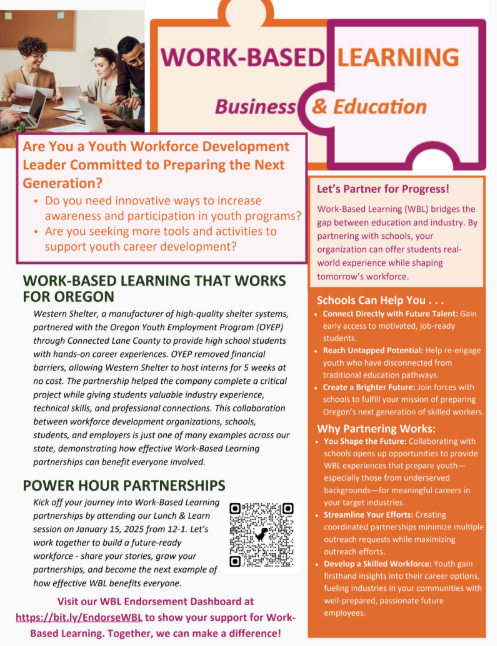 WORK-BASED LEARNING
Business & Education
Are You a Youth Workforce Development
Leader Committed to Preparing the Next
Generation?
• Do you need innovative ways to increase
awareness and participation in youth programs?
• Are you seeking more tools and activities to
support youth career development?
WORK-BASED LEARNING THAT WORKS
FOR OREGON
Western Shelter, a manufacturer of high-quality shelter systems,
partnered with the Oregon Youth Employment Program (OYEP)
through Connected Lane County to provide high school students
with hands-on career experiences. OYEP removed financial
barriers, allowing Western Shelter to host interns for 5 weeks at
no cost. The partnership helped the company complete a critical
project while giving students valuable industry experience,
technical skills, and professional connections. This collaboration
between workforce development organizations, schools,
students, and employers is just one of many examples across our
state, demonstrating how effective Work-Based Learning
partnerships can benefit everyone involved.
POWER HOUR PARTNERSHIPS
Kick off your journey into Work-Based Learning
partnerships by attending our Lunch & Learn
session on January 15, 2025 from 12-1. Let's
work together to build a future-ready
workforce - share your stories, grow your
partnerships, and become the next example of
how effective WBL benefits everyone.
Visit our WBL Endorsement Dashboard at
https://bit.ly/EndorseWBL to show your support for Work-
Based Learning. Together, we can make a difference!
Let's Partner for Progress!
Work-Based Learning (WBL) bridges the
gap between education and industry. By
partnering with schools, your
organization can offer students real-
world experience while shaping
tomorrow's workforce.
Schools Can Help You . . .
• Connect Directly with Future Talent: Gain
early access to motivated, job-ready
students.
• Reach Untapped Potential: Help re-engage
youth who have disconnected from
traditional education pathways.
• Create a Brighter Future: Join forces with
schools to fulfill your mission of preparing
Oregon's next generation of skilled workers.
Why Partnering Works:
• You Shape the Future: Collaborating with
schools opens up opportunities to provide
WBL experiences that prepare youth—
especially those from underserved
backgrounds—for meaningful careers in
your target industries.
• Streamline Your Efforts: Creating
coordinated partnerships minimize multiple
outreach requests while maximizing
outreach efforts.
• Develop a Skilled Workforce: Youth gain
firsthand insights into their career options,
fueling industries in your communities with
well-prepared, passionate future
employees.